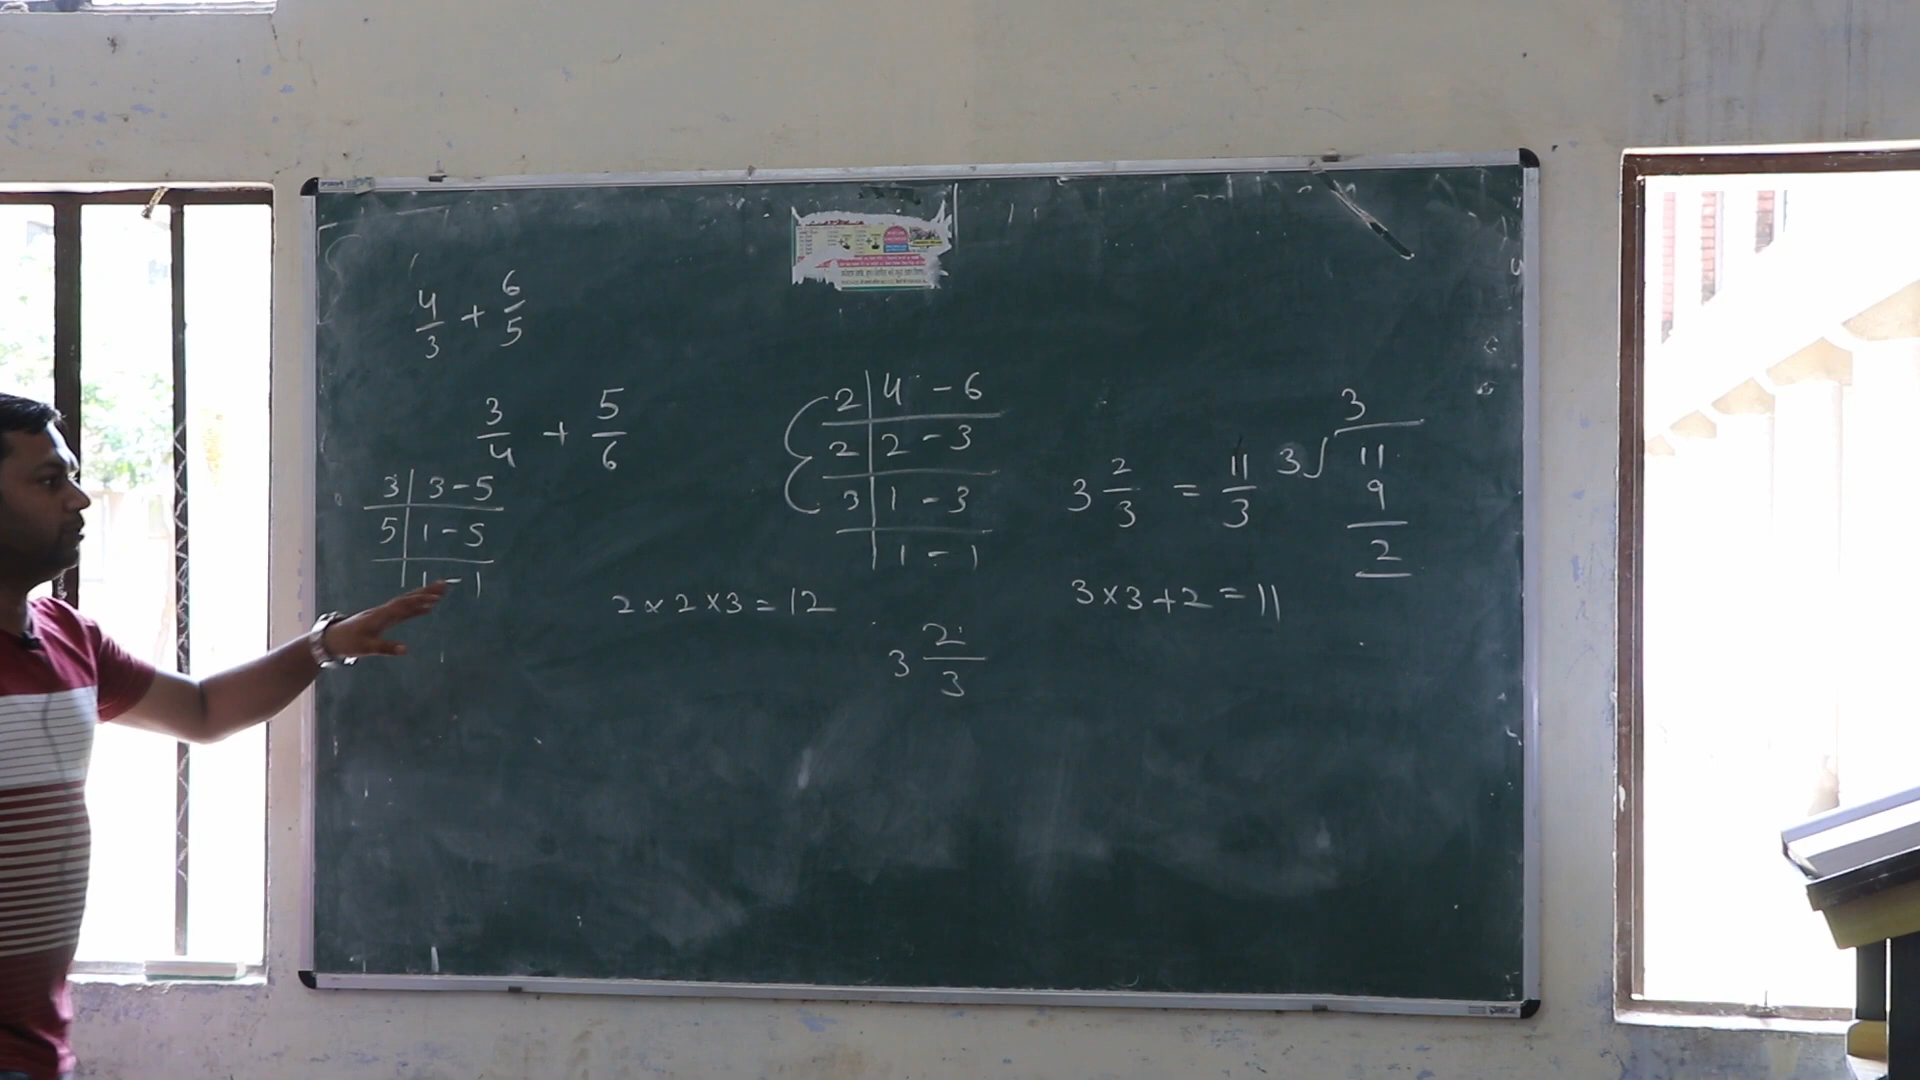 4/3 + 6/5
3/4 + 5/6
3 | 3 - 5
5 | 1 - 5
| 1 - 1
2 × 2 × 3 = 12
2 | 4 - 6
2 | 2 - 3
3 | 1 - 3
| 1 - 1
3 2/3
3 2/3 = 11/3
3 × 3 + 2 = 11
3
3 ) 11
9
2